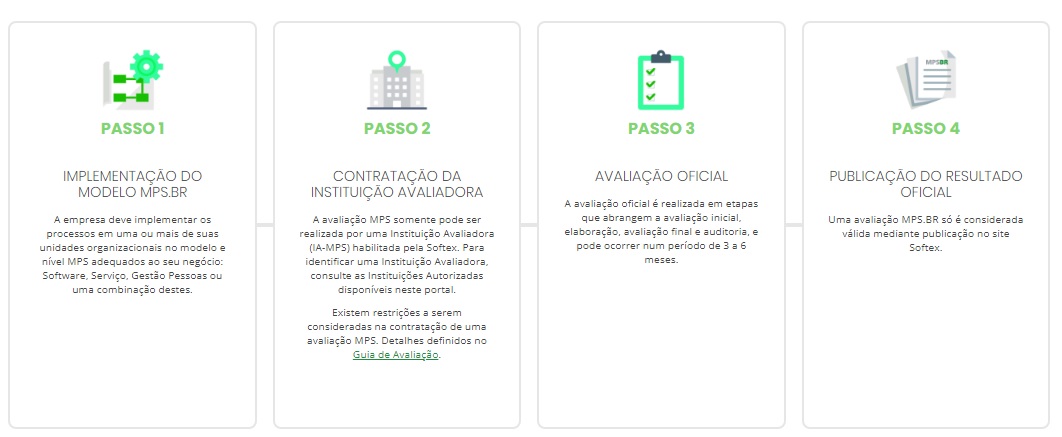 PASSO 1
IMPLEMENTAÇÃO DO
MODELO MPS.BR
A empresa deve implementar os
processos em uma ou mais de suas
unidades organizacionais no modelo e
nível MPS adequados ao seu negócio:
Software, Serviço, Gestão Pessoas ou
uma combinação destes.
PASSO 2
CONTRATAÇÃO DA
INSTITUIÇÃO AVALIADORA
A avaliação MPS somente pode ser
realizada por uma Instituição Avaliadora
(IA-MPS) habilitada pela Softex. Para
identificar uma Instituição Avaliadora,
consulte as Instituições Autorizadas
disponíveis neste portal.
Existem restrições a serem
consideradas na contratação de uma
avaliação MPS. Detalhes definidos no
Guia de Avaliação.
PASSO 3
AVALIAÇÃO OFICIAL
A avaliação oficial é realizada em etapas
que abrangem a avaliação inicial,
elaboração, avaliação final e auditoria, e
pode ocorrer num período de 3 a 6
meses.
MPSBR
PASSO 4
PUBLICAÇÃO DO RESULTADO
OFICIAL
Uma avaliação MPS.BR só é considerada
válida mediante publicação no site
Softex.